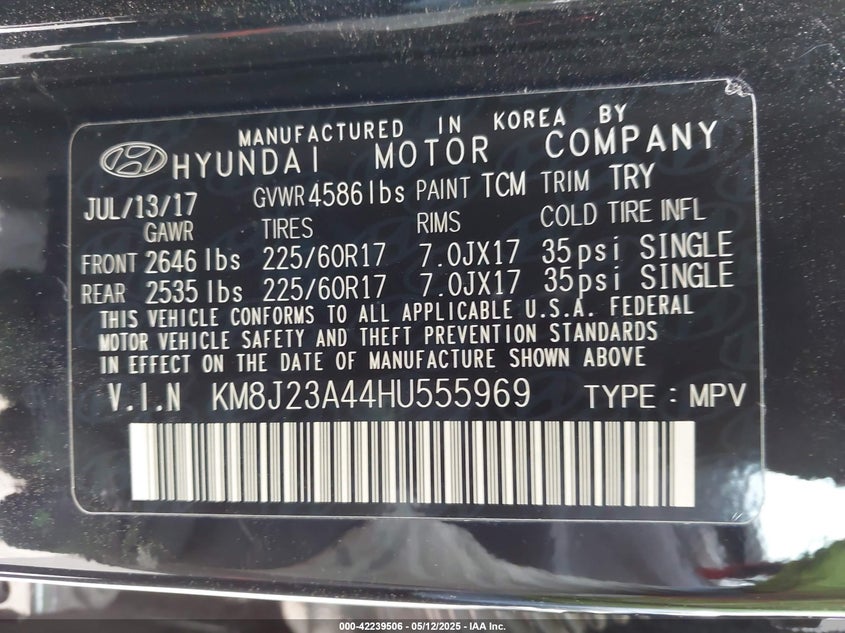 MANUFACTURED IN KOREA BY
HYUNDAI MOTOR COMPANY
JUL/13/17 GVWR 4586 lbs PAINT TCM TRIM TRY
GAWR TIRES RIMS COLD TIRE INFL
FRONT 2646 lbs 225/60R17 7.0JX17 35psi SINGLE
REAR 2535 lbs 225/60R17 7.0JX17 35psi SINGLE
THIS VEHICLE CONFORMS TO ALL APPLICABLE U.S.A. FEDERAL
MOTOR VEHICLE SAFETY AND THEFT PREVENTION STANDARDS
IN EFFECT ON THE DATE OF MANUFACTURE SHOWN ABOVE
V.I.N KM8J23A44HU555969 TYPE: MPV
000-42239506 - 05/12/2025 - IAA Inc.